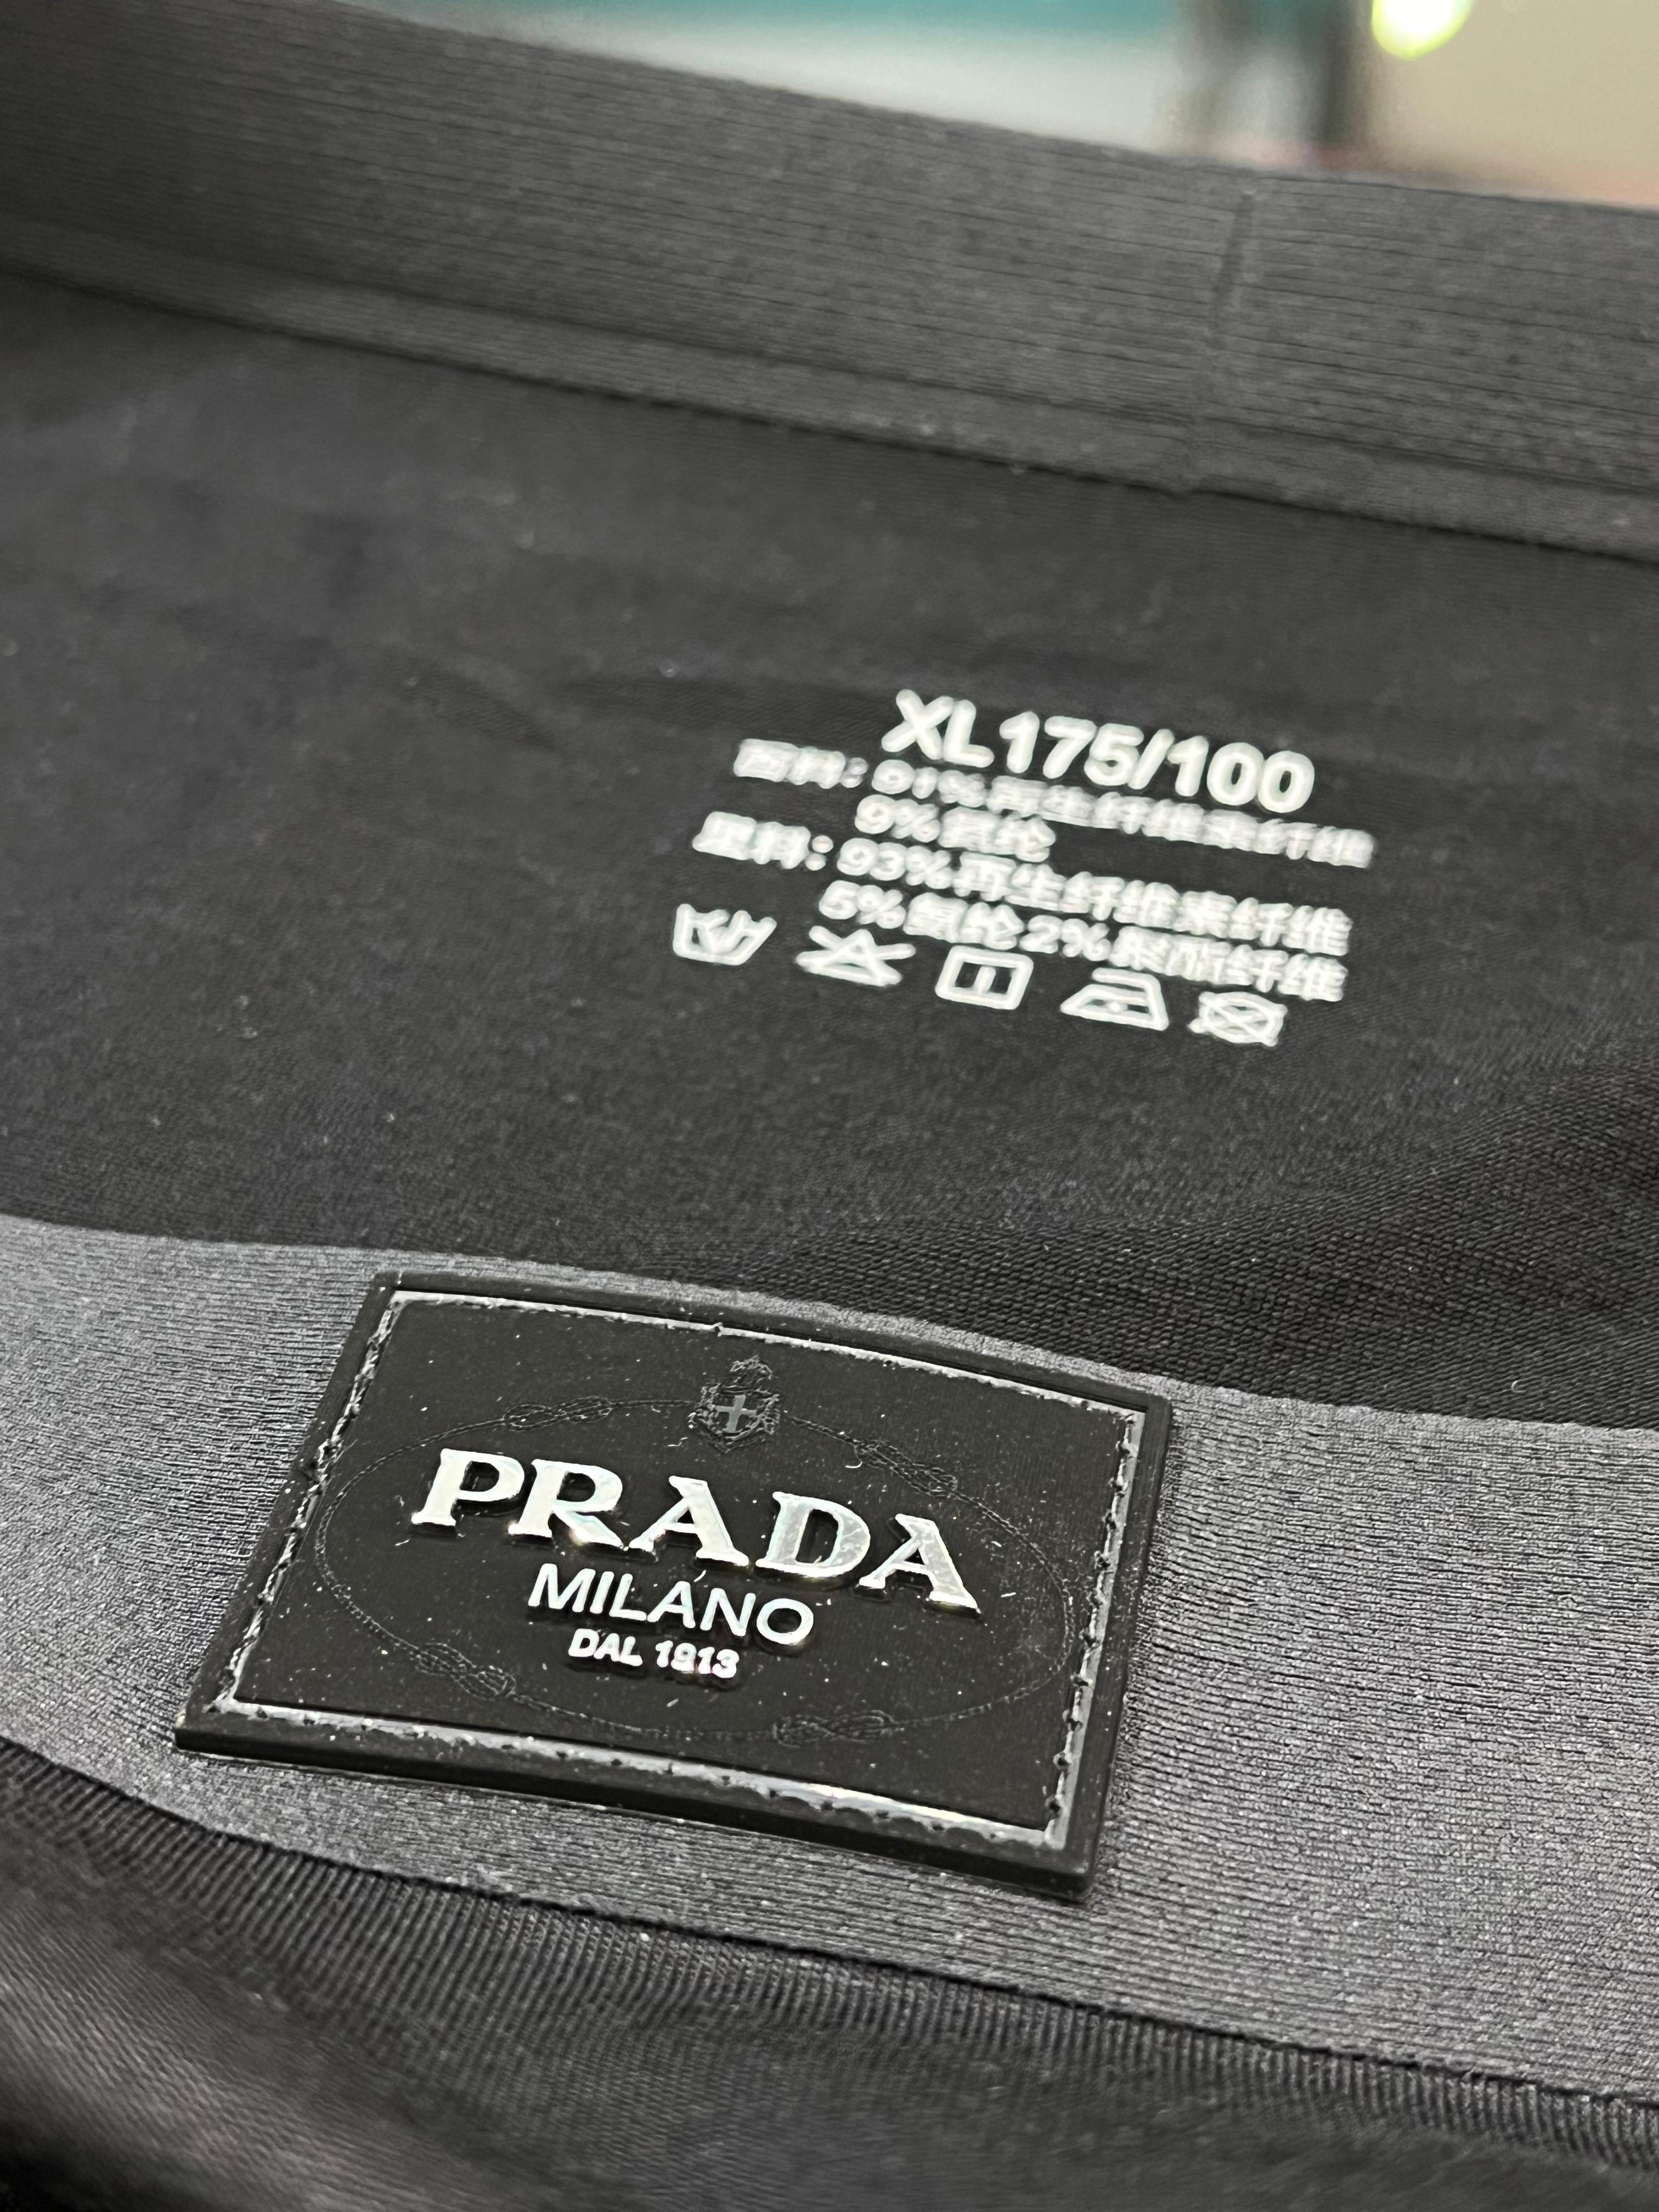 XL175/100
面料: 91%再生纤维素纤维
9%氨纶
里料: 93%再生纤维素纤维
5%氨纶2%聚酯纤维
PRADA
MILANO
DAL 1913